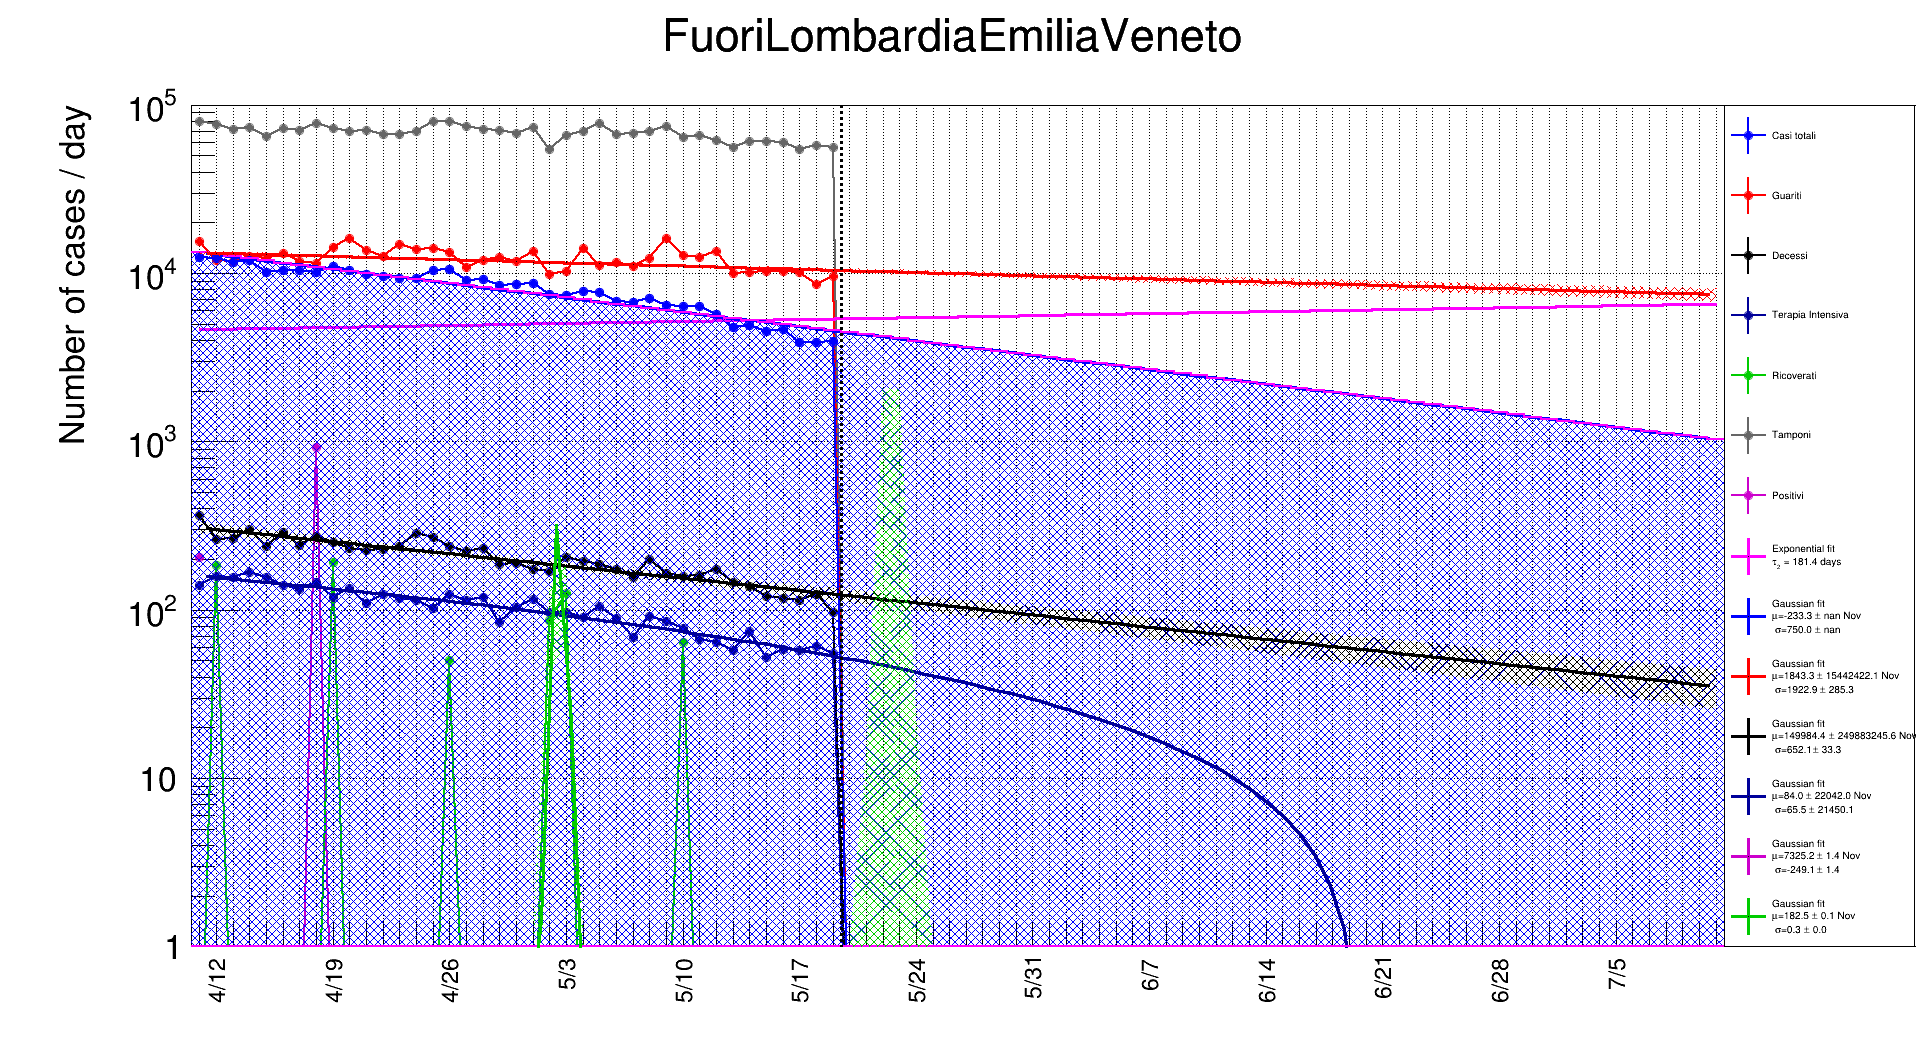 FuoriLombardiaEmiliaVeneto
Number of cases / day
10^5
10^4
10^3
10^2
10
1
4/12
4/19
4/26
5/3
5/10
5/17
5/24
5/31
6/7
6/14
6/21
6/28
7/5
Casi totali
Guariti
Decessi
Terapia Intensiva
Ricoverati
Tamponi
Positivi
Exponential fit
τ₂ = 181.4 days
Gaussian fit
μ=-233.3 ± nan Nov
σ=750.0 ± nan
Gaussian fit
μ=1843.3 ± 15442422.1 Nov
σ=1922.9 ± 285.3
Gaussian fit
μ=149984.4 ± 249883245.6 Nov
σ=652.1 ± 33.3
Gaussian fit
μ=84.0 ± 22042.0 Nov
σ=65.5 ± 21450.1
Gaussian fit
μ=7325.2 ± 1.4 Nov
σ=-249.1 ± 1.4
Gaussian fit
μ=182.5 ± 0.1 Nov
σ=0.3 ± 0.0